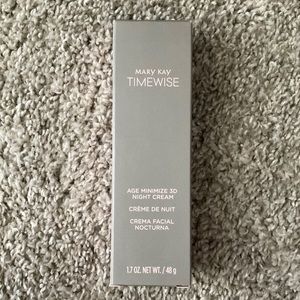 MARY KAY
TIMEWISE
AGE MINIMIZE 3D
NIGHT CREAM
CRÈME DE NUIT
CREMA FACIAL
NOCTURNA
1.7 OZ. NET WT. / 48 g